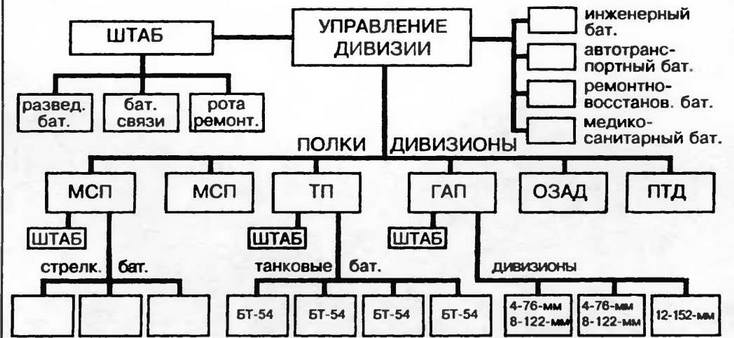 ШТАБ
УПРАВЛЕНИЕ
ДИВИЗИИ
инженерный
бат.
автотранс-
портный бат.
ремонтно-
восстанов. бат.
медико-
санитарный бат.
развед.
бат.
бат.
связи
рота
ремонт.
ПОЛКИ
ДИВИЗИОНЫ
МСП
МСП
ТП
ГАП
ОЗАД
ПТД
ШТАБ
ШТАБ
ШТАБ
стрелк. бат.
танковые бат.
дивизионы
БТ-54
БТ-54
БТ-54
БТ-54
4-76-мм
8-122-мм
4-76-мм
8-122-мм
12-152-мм